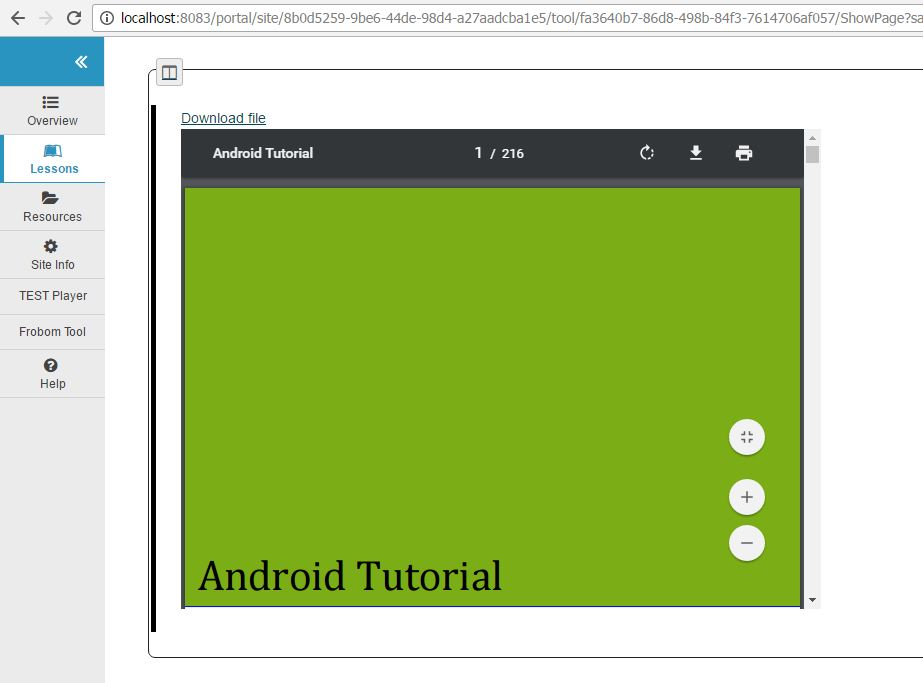 localhost:8083/portal/site/8b0d5259-9be6-44de-98d4-a27aadcba1e5/tool/fa3640b7-86d8-498b-84f3-7614706af057/ShowPage?sa
Overview
Lessons
Resources
Site Info
TEST Player
Frobom Tool
Help
Download file
Android Tutorial 1 / 216
Android Tutorial